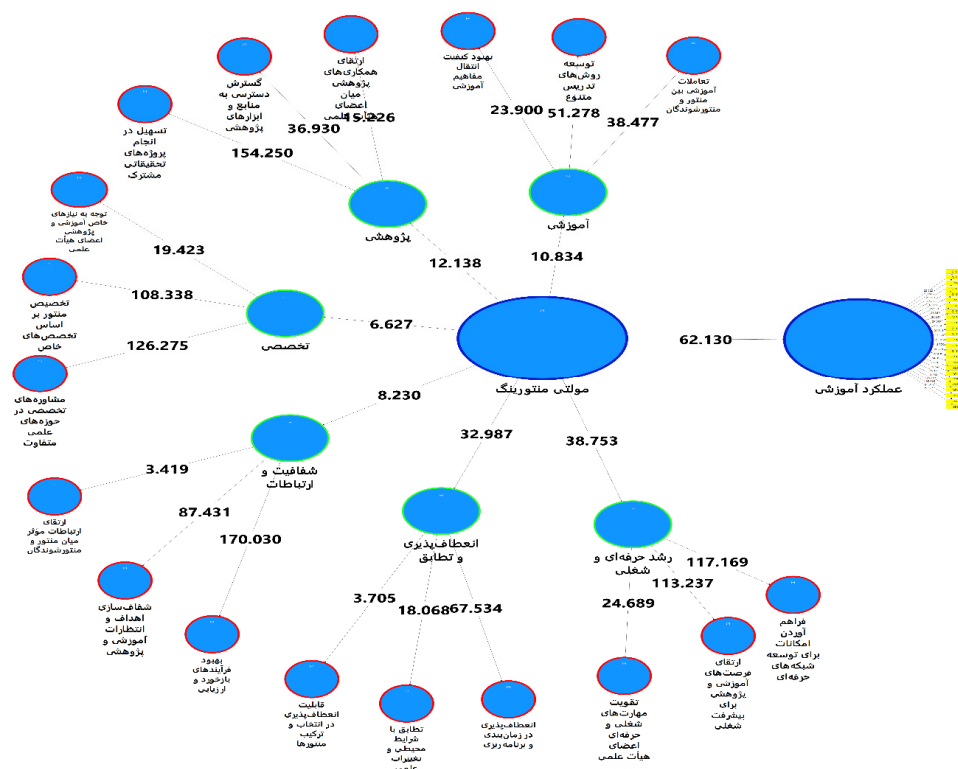 بهبود کیفیت
انتقال
مفاهیم
آموزشی
توسعه
روش‌های
تدریس
متنوع
تعاملات
آموزشی بین
منتور و
منتورشوندگان
ارتقای
همکاری‌های
پژوهشی
میان
اعضای
علمی
گسترش
دسترسی به
منابع و
ابزارهای
پژوهشی
تسهیل در
انجام
پروژه‌های
تحقیقاتی
مشترک
23.900
51.278
38.477
15.226
36.930
154.250
توجه به نیازهای
خاص آموزشی و
پژوهشی
اعضای هیأت
علمی
پژوهشی
آموزشی
12.138
10.834
19.423
تخصیص
منتور بر
اساس
تخصص‌های
خاص
108.338
تخصصی
6.627
126.275
مولتی منتورینگ
62.130
عملکرد آموزشی
مشاوره‌های
تخصصی در
حوزه‌های
علمی
متفاوت
8.230
32.987
38.753
شفافیت و
ارتباطات
3.419
87.431
170.030
ارتقای
ارتباطات مؤثر
میان منتور و
منتورشوندگان
انعطاف‌پذیری
و تطابق
رشد حرفه‌ای و
شغلی
شفاف‌سازی
اهداف و
انتظارات
آموزشی و
پژوهشی
بهبود
فرآیندهای
بازخورد و
ارزیابی
3.705
18.068
67.534
24.689
113.237
117.169
قابلیت
انعطاف‌پذیری
در انتخاب و
ترکیب
منتورها
تطابق با
شرایط
محیطی و
تغییرات
علمی
انعطاف‌پذیری
در زمان‌بندی
و برنامه ریزی
تقویت
مهارت‌های
شغلی و
حرفه‌ای
اعضای
هیأت علمی
ارتقای
فرصت‌های
آموزشی و
پژوهشی
برای
پیشرفت
شغلی
فراهم
آوردن
امکانات
برای توسعه
شبکه‌های
حرفه‌ای